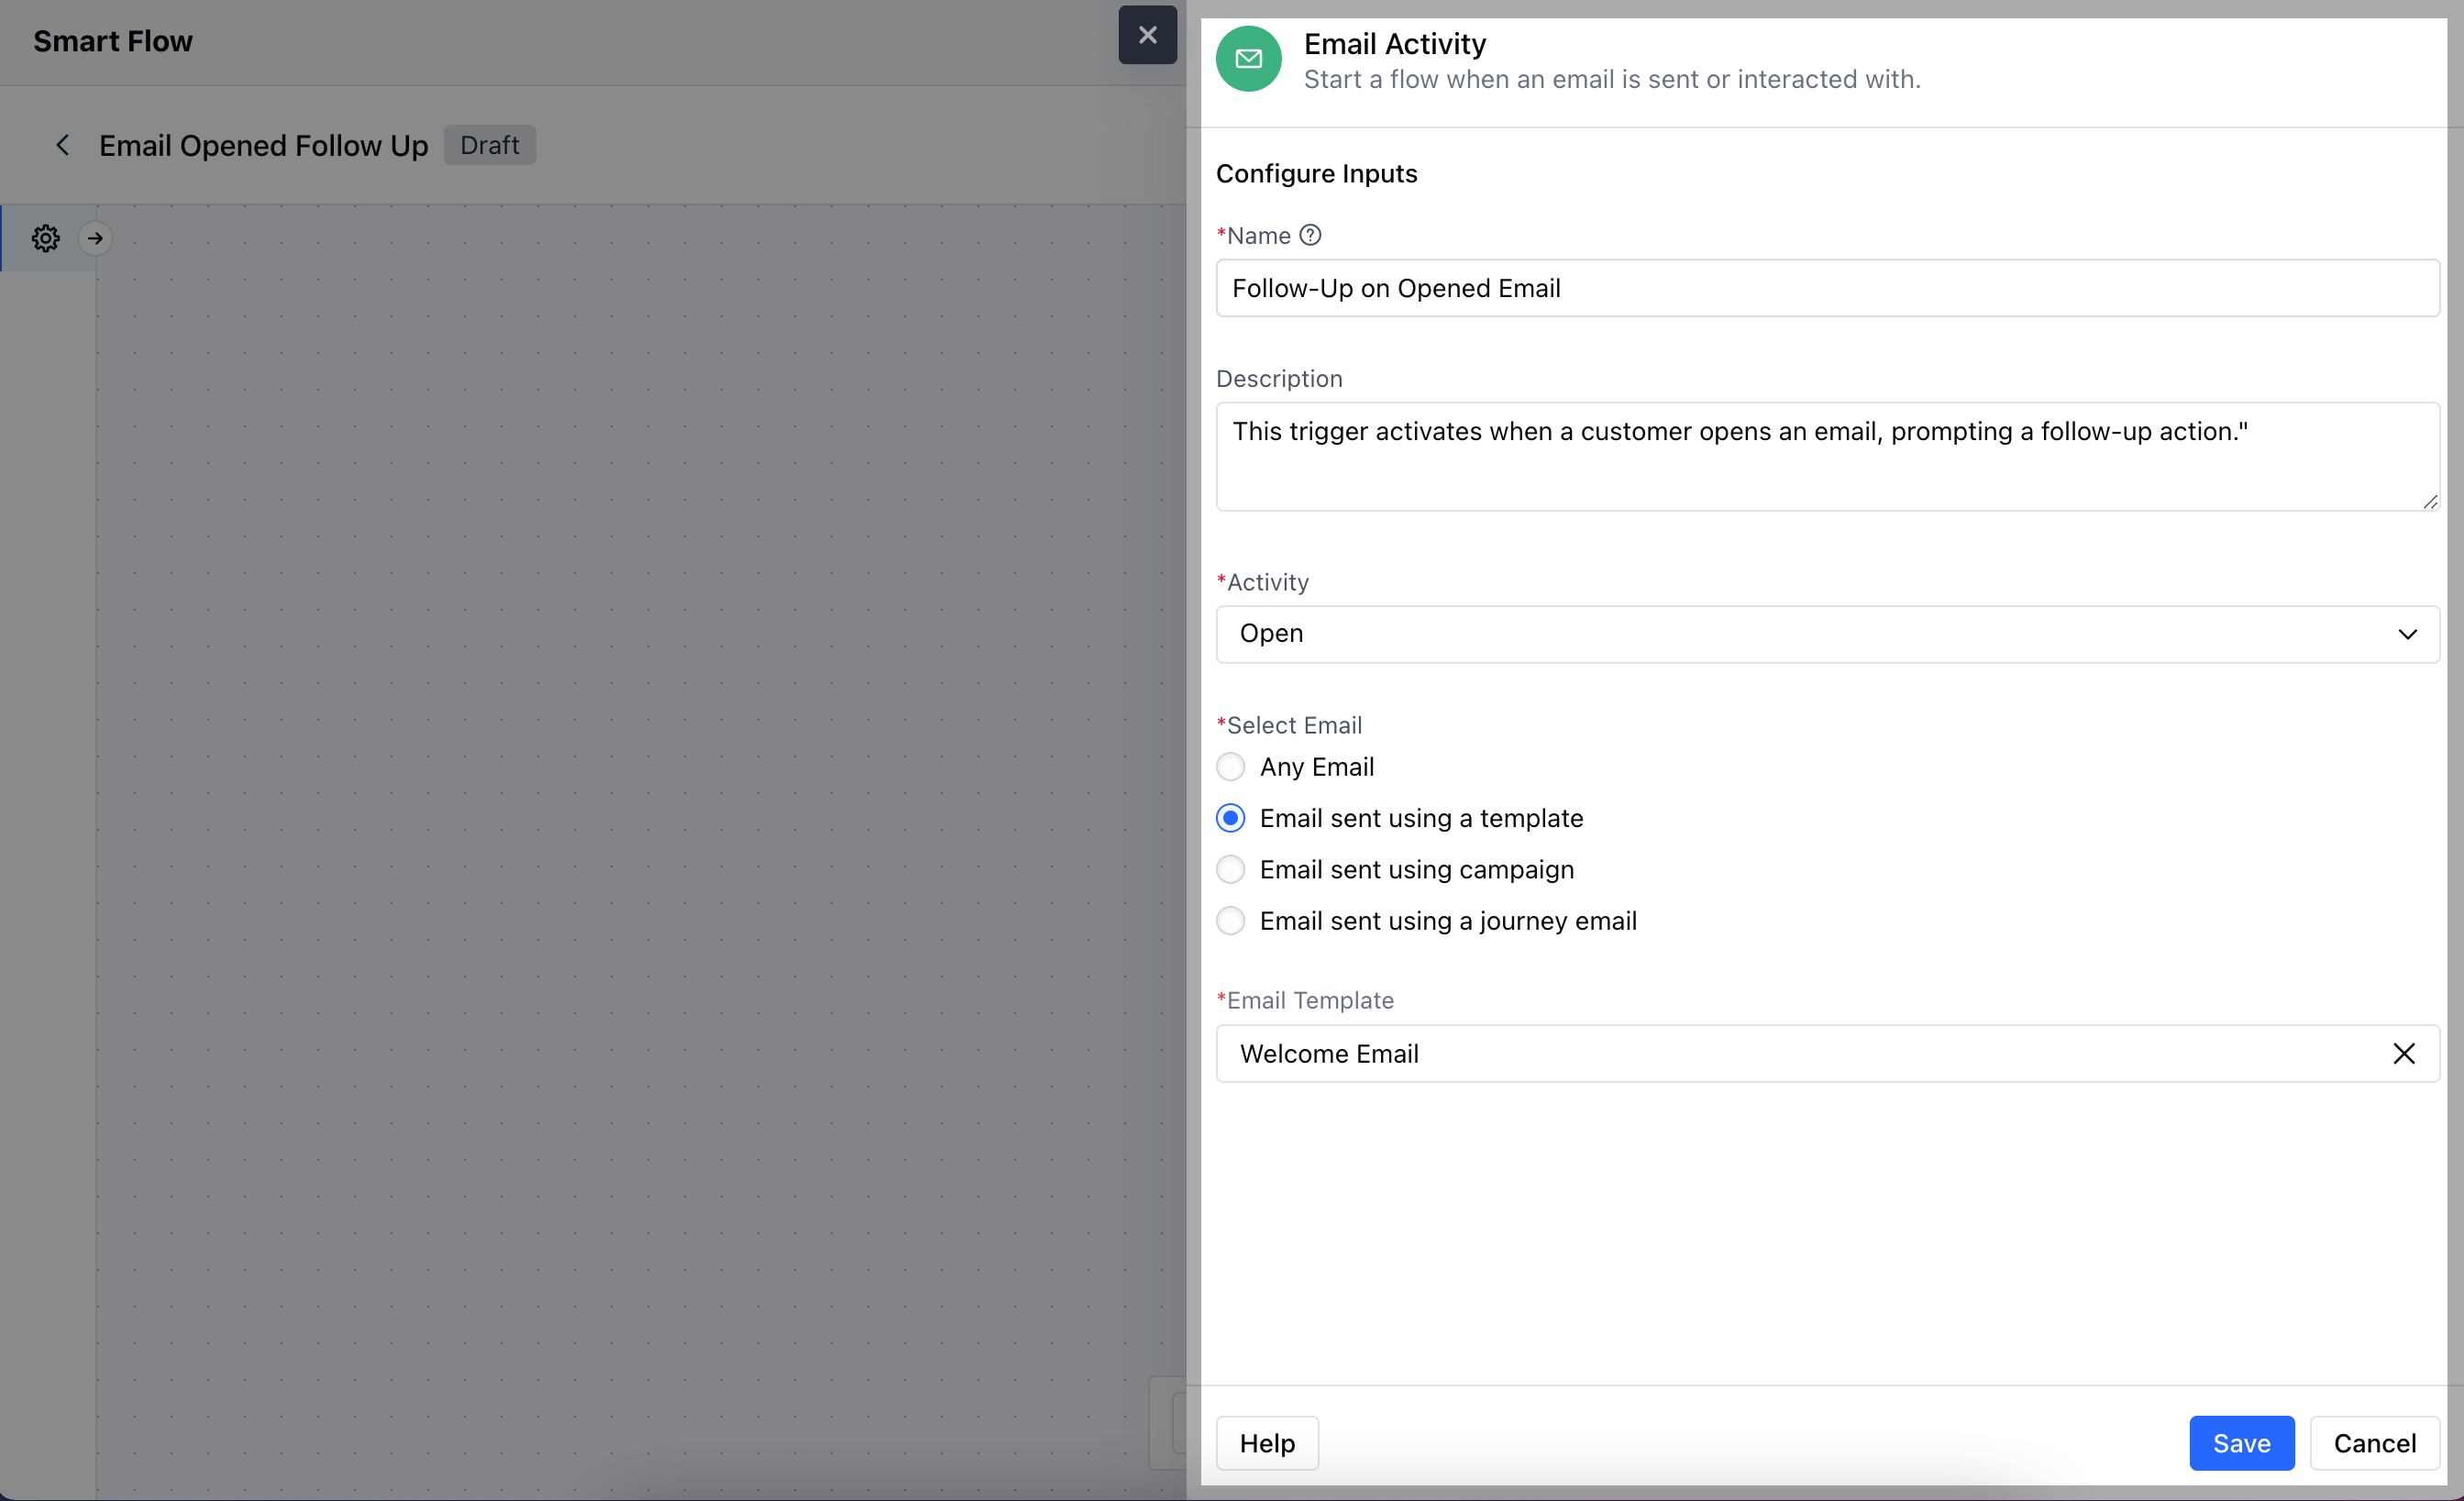 Smart Flow
Email Opened Follow Up Draft
Email Activity
Start a flow when an email is sent or interacted with.
Configure Inputs
*Name
Follow-Up on Opened Email
Description
This trigger activates when a customer opens an email, prompting a follow-up action."
*Activity
Open
*Select Email
Any Email
Email sent using a template
Email sent using campaign
Email sent using a journey email
*Email Template
Welcome Email
Help Save Cancel